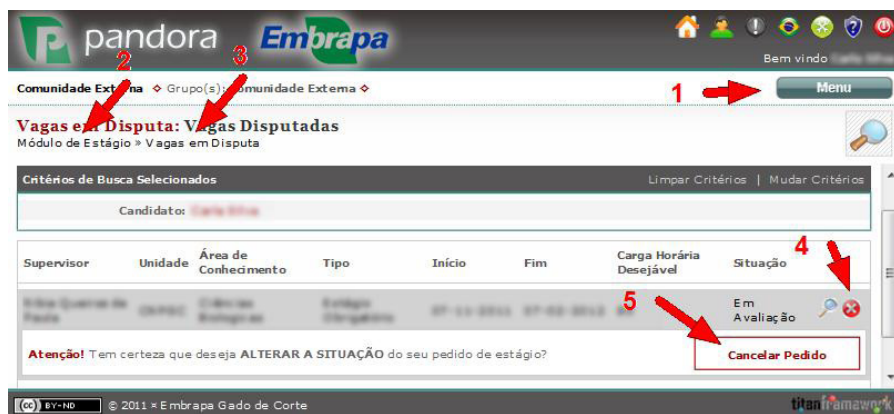 pandora Embrapa
Bem vindo
2
3
Comunidade Externa Grupo(s): Comunidade Externa
1
Menu
Vagas em Disputa: Vagas Disputadas
Módulo de Estágio » Vagas em Disputa
Critérios de Busca Selecionados Limpar Critérios | Mudar Critérios
Candidato:
Supervisor Unidade Área de Conhecimento Tipo Início Fim Carga Horária Desejável Situação
4
5
Em Avaliação
Atenção! Tem certeza que deseja ALTERAR A SITUAÇÃO do seu pedido de estágio? Cancelar Pedido
(cc) BY-ND © 2011 ¤ Embrapa Gado de Corte titanframework